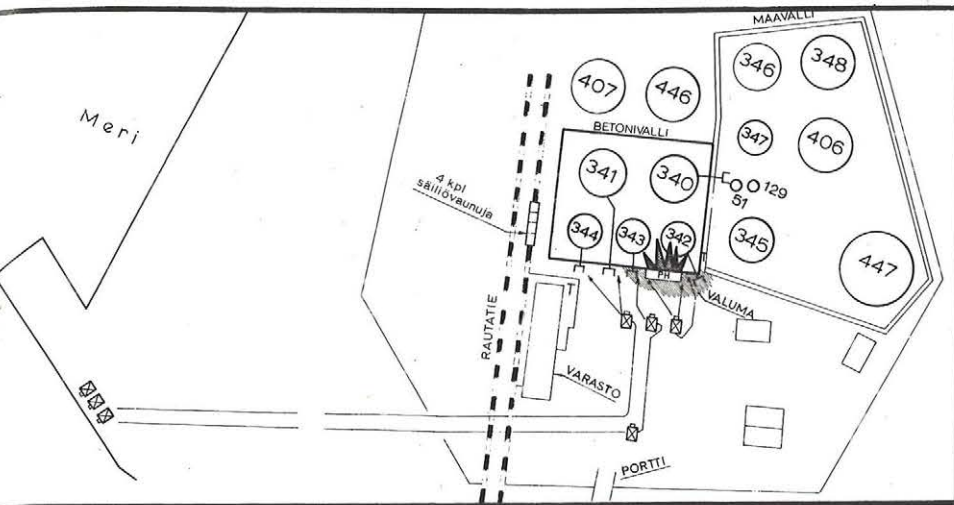 MAAVALLI
346
348
407
446
Meri
BETONIVALLI
347
406
341
340
129
51
4 kpl
säiliövaunuja
344
343
342
345
447
PH
VALUMA
RAUTATIE
VARASTO
PORTTI